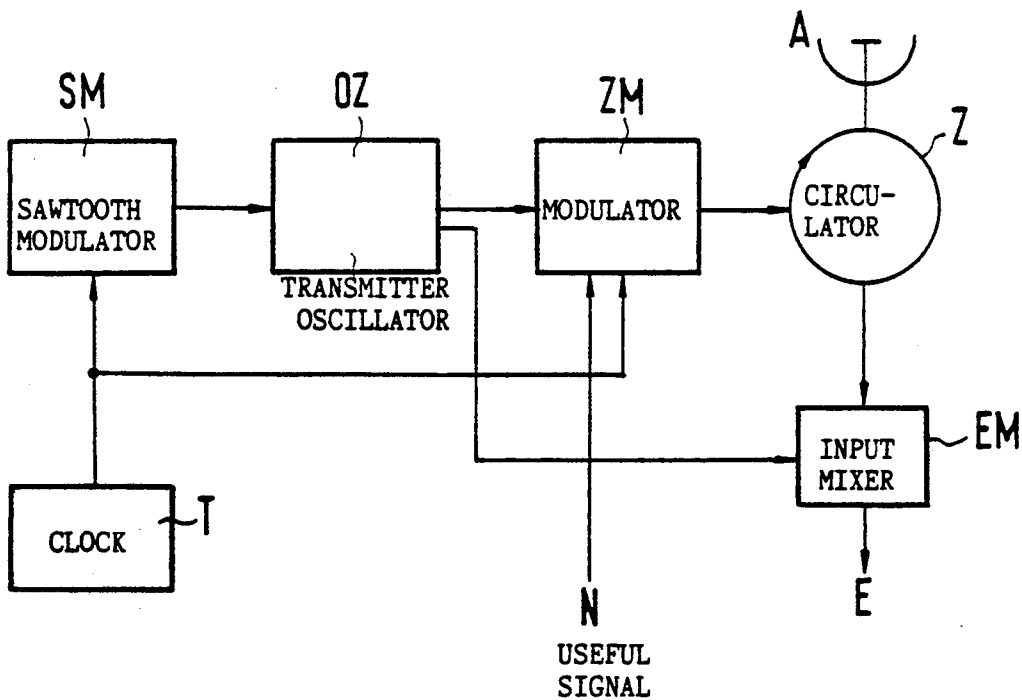 A
SM
OZ
ZM
Z
SAWTOOTH
MODULATOR
MODULATOR
CIRCU-
LATOR
TRANSMITTER
OSCILLATOR
EM
INPUT
MIXER
T
CLOCK
E
N
USEFUL
SIGNAL